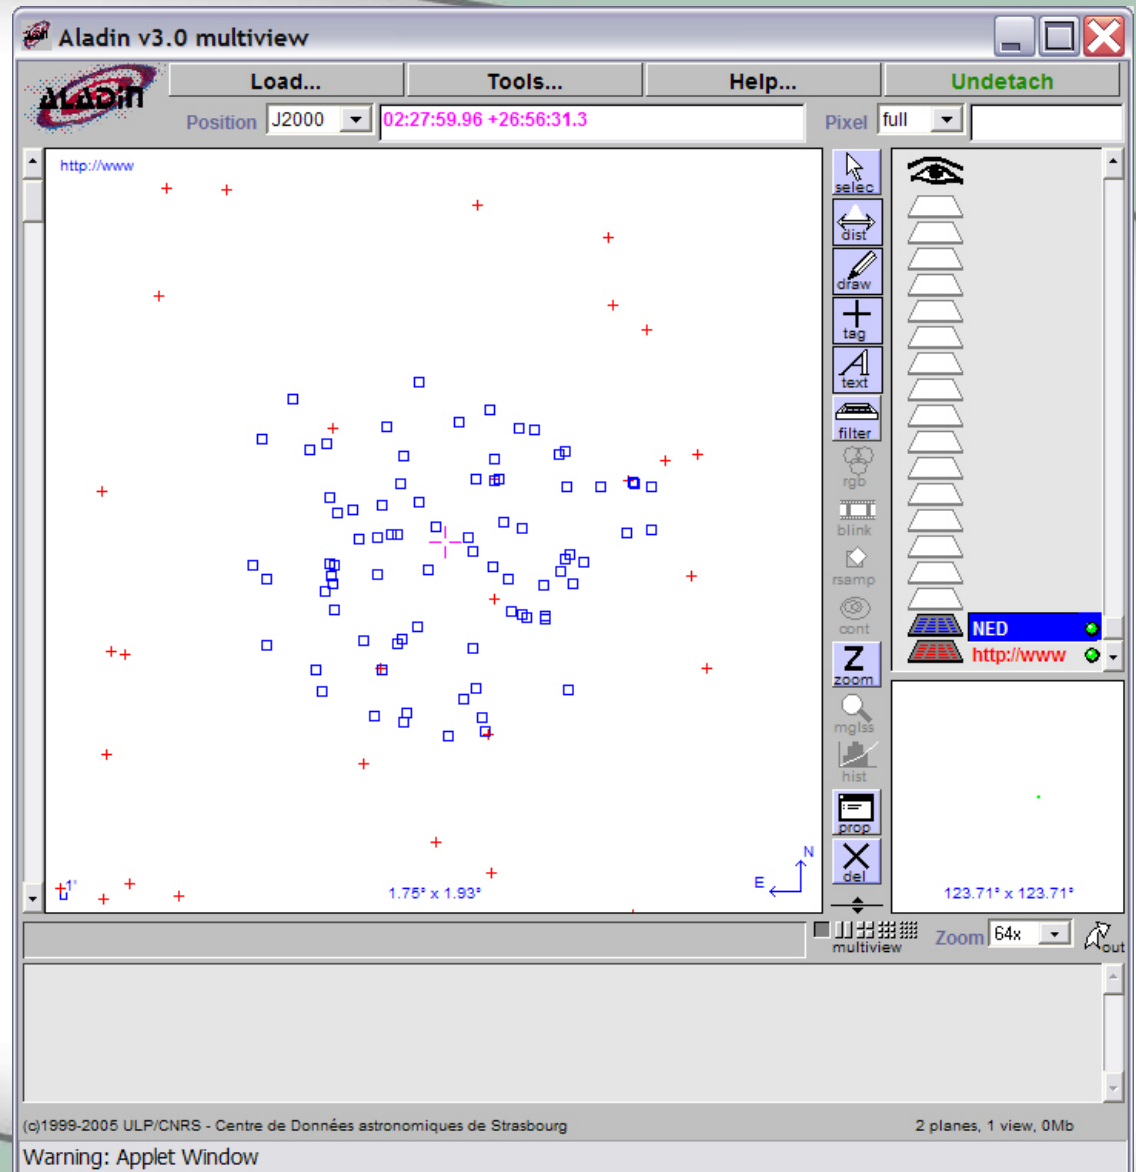 Aladin v3.0 multiview
ALADIN
Load... Tools... Help... Undetach
Position J2000 02:27:59.96 +26:56:31.3 Pixel full
http://www
selec
dist
draw
tag
text
filter
rgb
blink
rsamp
cont
NED
http://www
Z
zoom
mglss
hist
prop
del
1'
1.75° x 1.93°
N
E
123.71° x 123.71°
multiview
Zoom 64x
out
(c)1999-2005 ULP/CNRS - Centre de Données astronomiques de Strasbourg
2 planes, 1 view, 0Mb
Warning: Applet Window